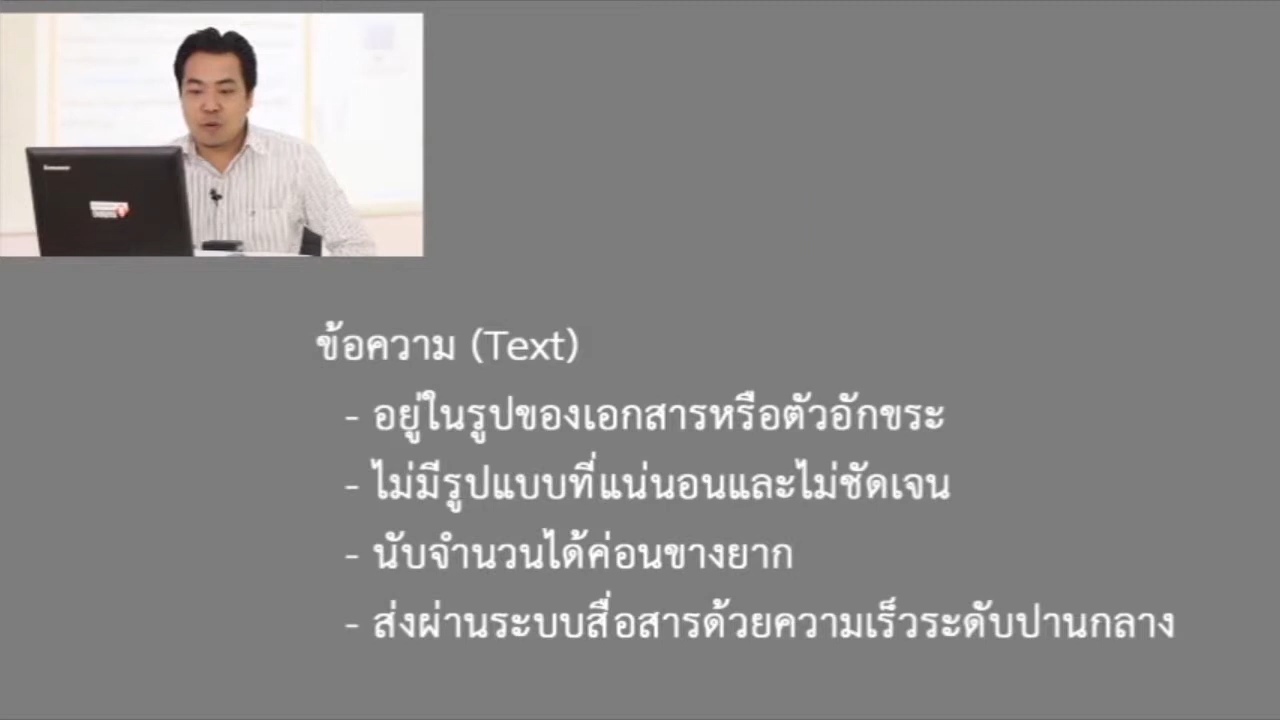 ข้อความ (Text)
- อยู่ในรูปของเอกสารหรือตัวอักขระ
- ไม่มีรูปแบบที่แน่นอนและไม่ชัดเจน
- นับจำนวนได้ค่อนขางยาก
- ส่งผ่านระบบสื่อสารด้วยความเร็วระดับปานกลาง